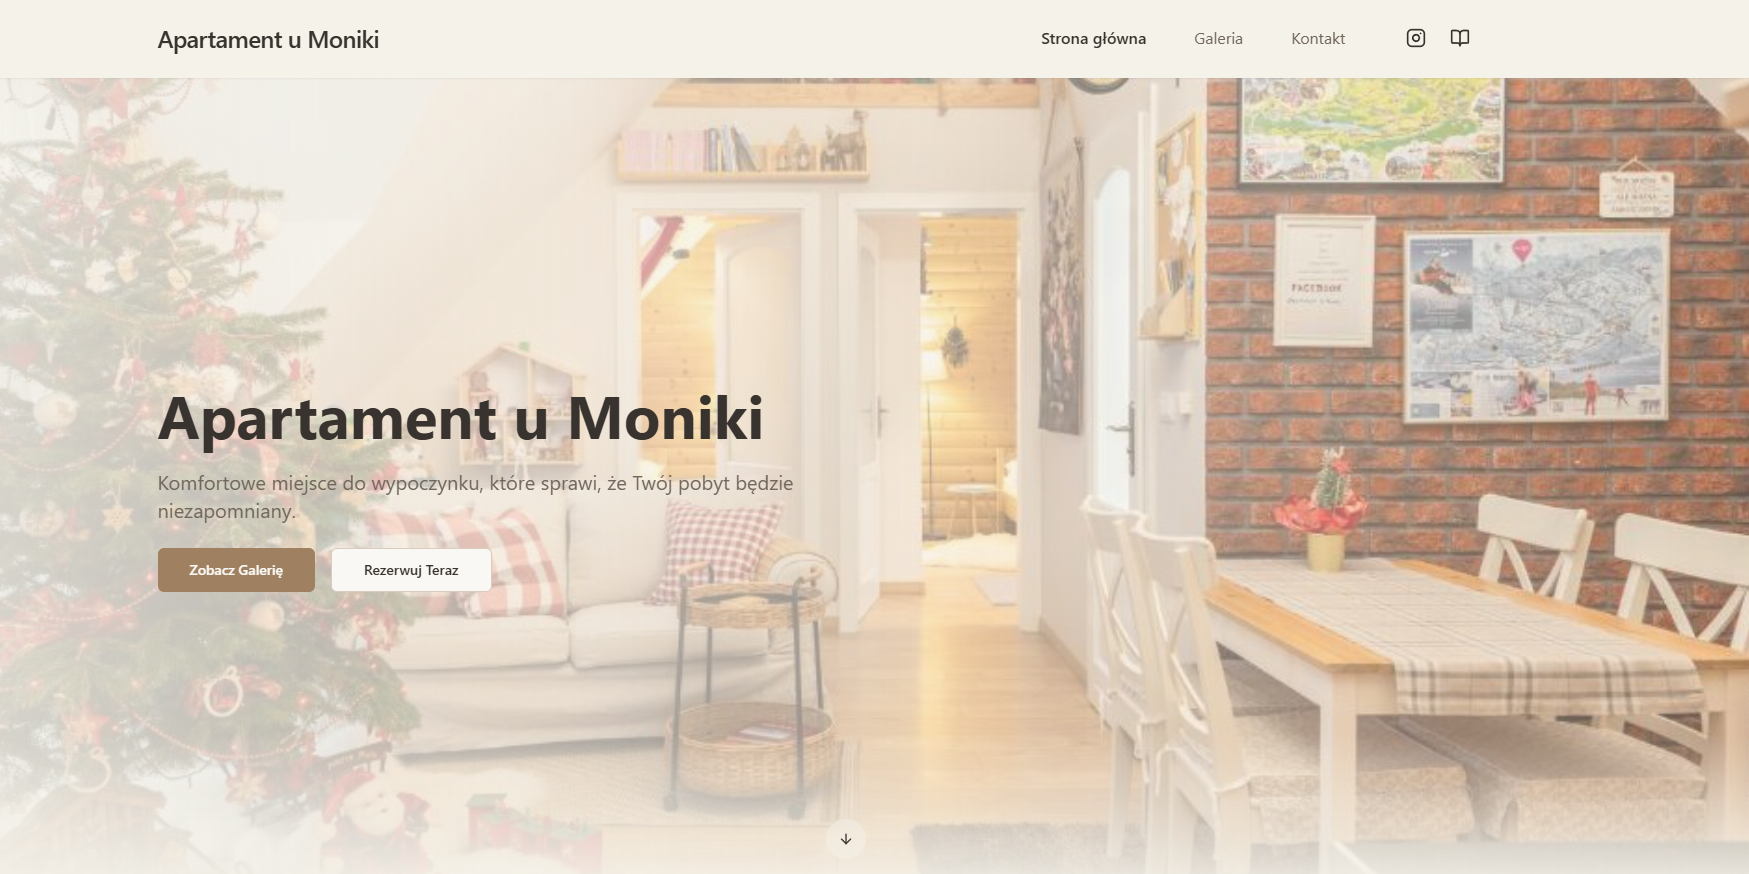 Apartament u Moniki
Strona główna
Galeria
Kontakt
FACEBOOK
Apartament u Moniki
Komfortowe miejsce do wypoczynku, które sprawi, że Twój pobyt będzie
niezapomniany.
Zobacz Galerię
Rezerwuj Teraz